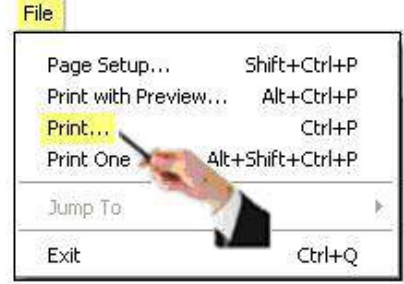 File
Page Setup... Shift+Ctrl+P
Print with Preview... Alt+Ctrl+P
Print... Ctrl+P
Print One Alt+Shift+Ctrl+P
Jump To
Exit Ctrl+Q